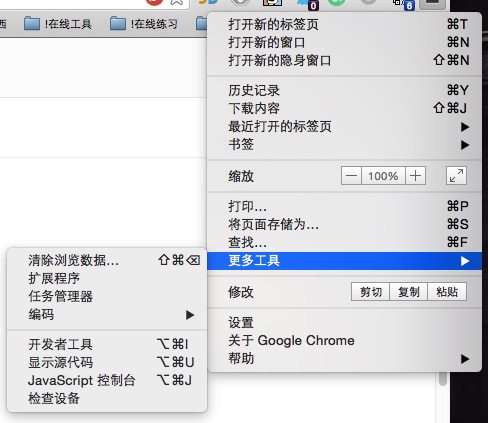 西
!在线工具
!在线练习
0
6
打开新的标签页 ⌘T
打开新的窗口 ⌘N
打开新的隐身窗口 ⇧⌘N
历史记录 ⌘Y
下载内容 ⇧⌘J
最近打开的标签页 ▶
书签 ▶
缩放 — 100% +
打印... ⌘P
将页面存储为... ⌘S
查找... ⌘F
更多工具 ▶
修改 剪切 复制 粘贴
设置
关于 Google Chrome
帮助 ▶
清除浏览数据... ⇧⌘⌫
扩展程序
任务管理器
编码 ▶
开发者工具 ⌥⌘I
显示源代码 ⌥⌘U
JavaScript 控制台 ⌥⌘J
检查设备